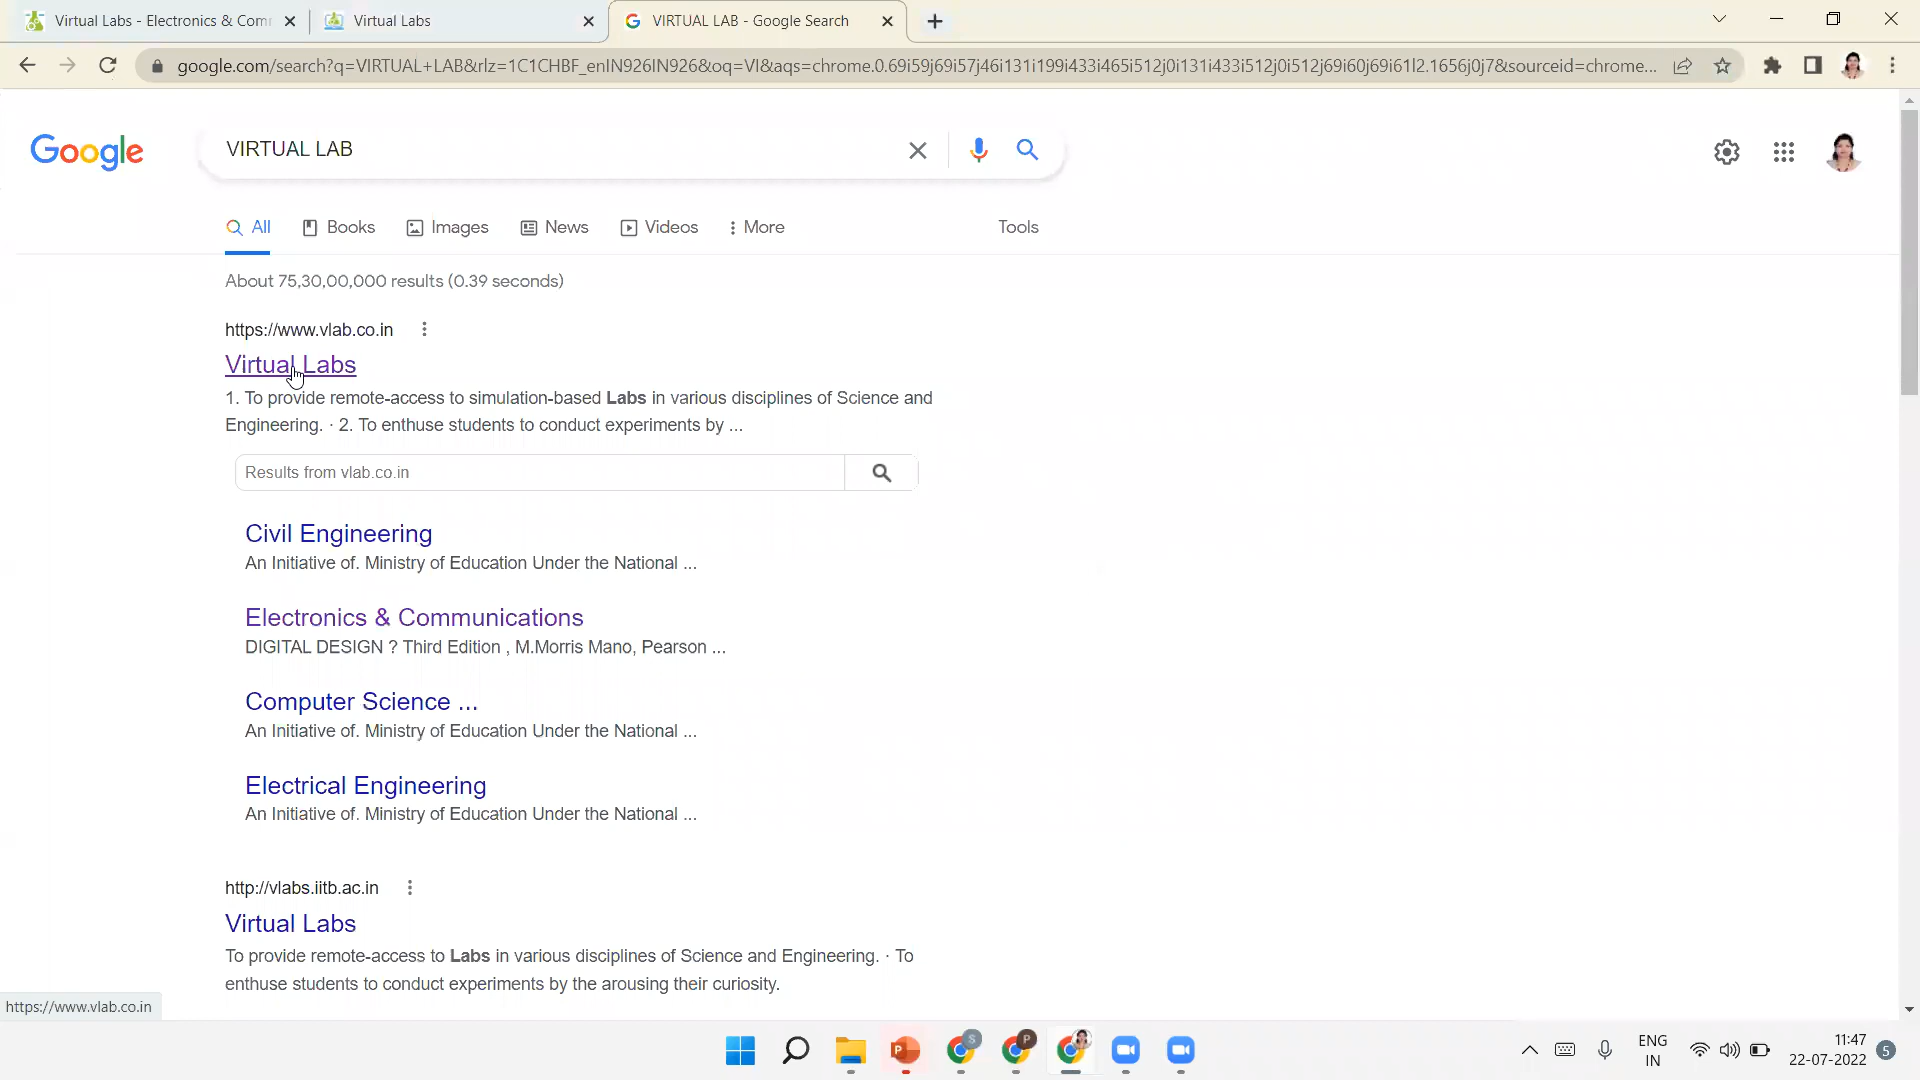 Virtual Labs - Electronics & Com
Virtual Labs
VIRTUAL LAB - Google Search
google.com/search?q=VIRTUAL+LAB&rlz=1C1CHBF_enIN926IN926&oq=VI&aqs=chrome.0.69i59j69i57j46i131i199i433i465i512j0i131i433i512j0i512j69i60j69i61l2.1656j0j7&sourceid=chrome...
Google
VIRTUAL LAB
All
Books
Images
News
Videos
More
Tools
About 75,30,00,000 results (0.39 seconds)
https://www.vlab.co.in
Virtual Labs
1. To provide remote-access to simulation-based Labs in various disciplines of Science and
Engineering. · 2. To enthuse students to conduct experiments by ...
Results from vlab.co.in
Civil Engineering
An Initiative of. Ministry of Education Under the National ...
Electronics & Communications
DIGITAL DESIGN ? Third Edition , M.Morris Mano, Pearson ...
Computer Science ...
An Initiative of. Ministry of Education Under the National ...
Electrical Engineering
An Initiative of. Ministry of Education Under the National ...
http://vlabs.iitb.ac.in
Virtual Labs
To provide remote-access to Labs in various disciplines of Science and Engineering. · To
enthuse students to conduct experiments by the arousing their curiosity.
https://www.vlab.co.in
P
S
P
ENG
IN
11:47
22-07-2022
5